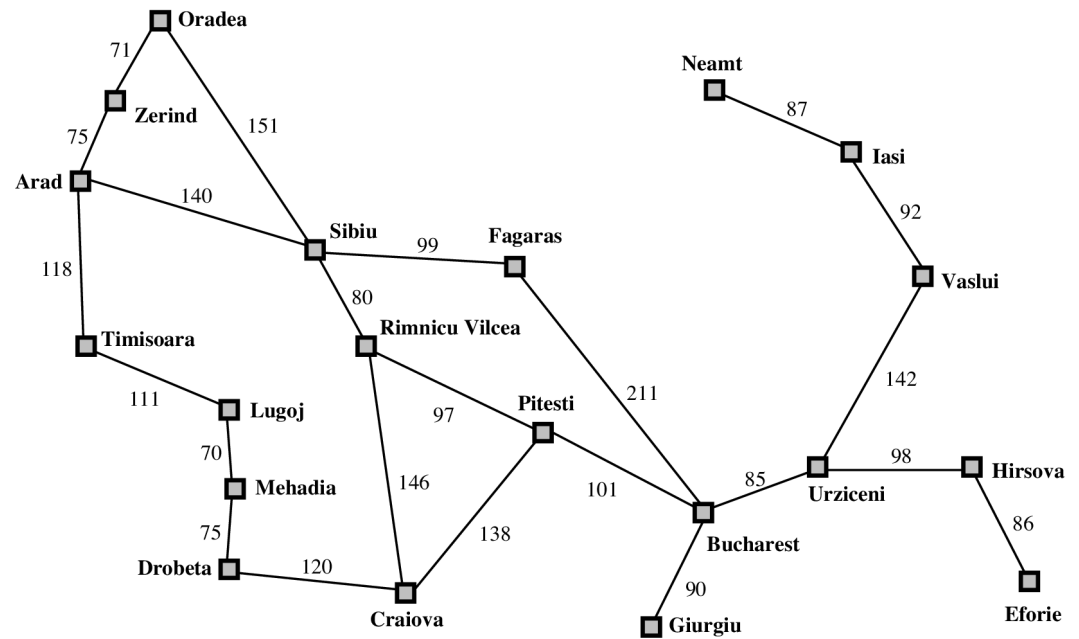 Oradea
71
Neamt
Zerind
87
75
151
Iasi
Arad
140
92
Sibiu
99
Fagaras
118
80
Vaslui
Timisoara
Rimnicu Vilcea
142
111
211
Lugoj
97
Pitesti
70
98
Hirsova
Mehadia
146
101
85
Urziceni
75
138
86
Bucharest
Drobeta
120
90
Craiova
Giurgiu
Eforie